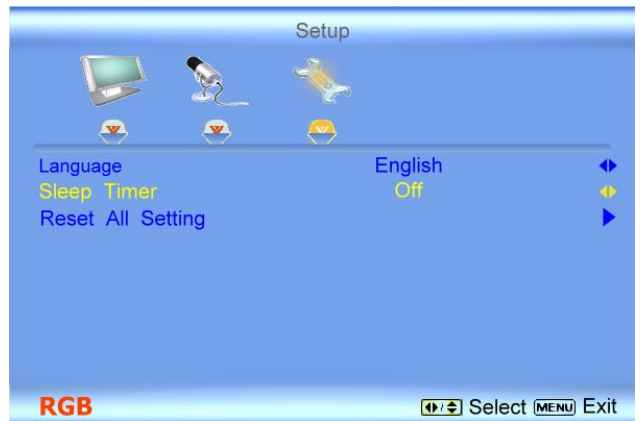 Setup
Language English
Sleep Timer Off
Reset All Setting
RGB Select MENU Exit